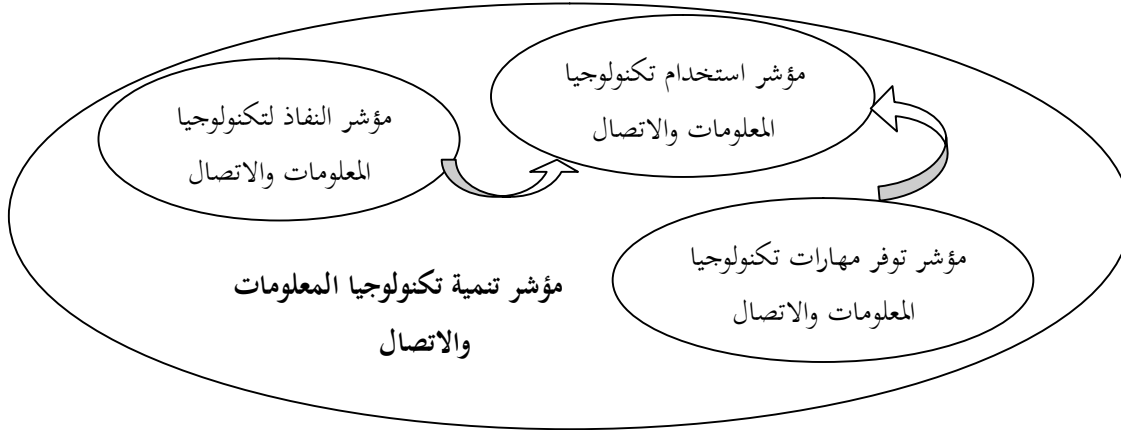 مؤشر استخدام تكنولوجيا
المعلومات والاتصال
مؤشر النفاذ لتكنولوجيا
المعلومات والاتصال
مؤشر توفر مهارات تكنولوجيا
المعلومات والاتصال
مؤشر تنمية تكنولوجيا المعلومات
والاتصال